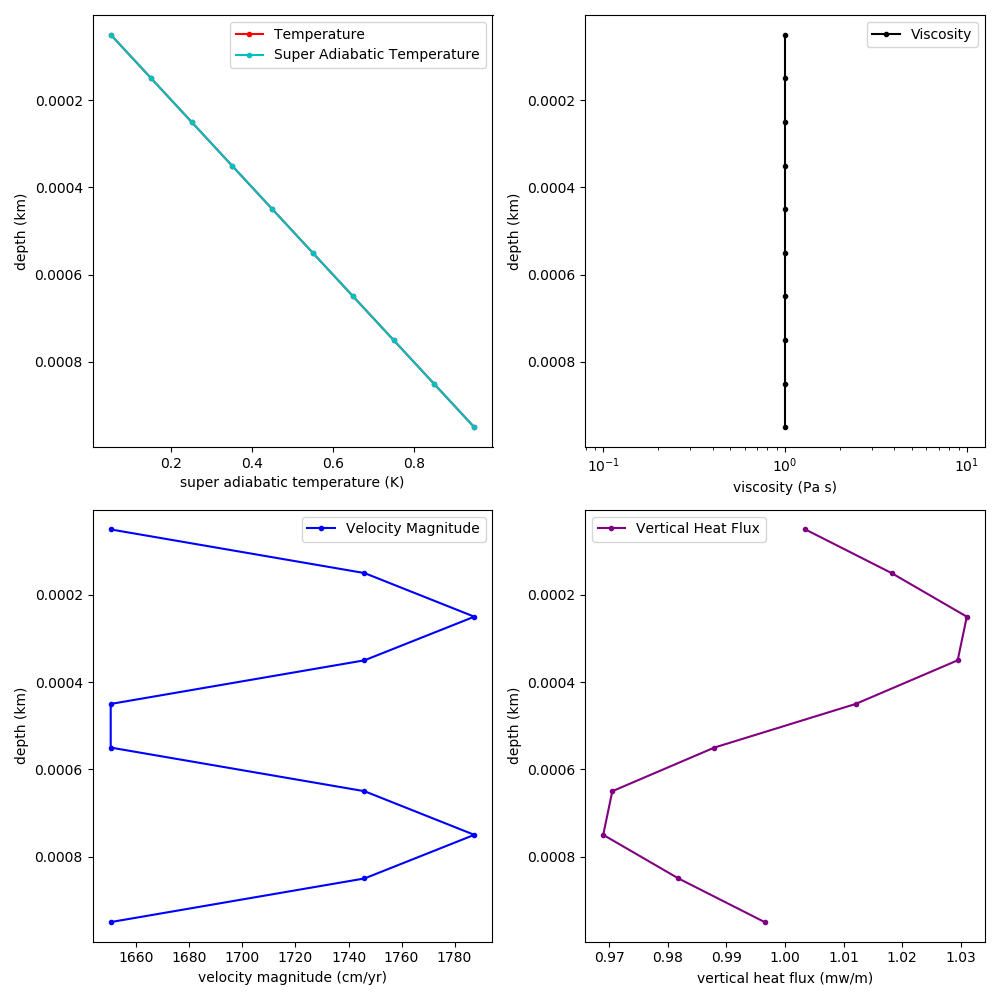 Temperature
Super Adiabatic Temperature
depth (km)
0.0002
0.0004
0.0006
0.0008
0.2 0.4 0.6 0.8
super adiabatic temperature (K)
Viscosity
depth (km)
0.0002
0.0004
0.0006
0.0008
10⁻¹ 10⁰ 10¹
viscosity (Pa s)
Velocity Magnitude
depth (km)
0.0002
0.0004
0.0006
0.0008
1660 1680 1700 1720 1740 1760 1780
velocity magnitude (cm/yr)
Vertical Heat Flux
depth (km)
0.0002
0.0004
0.0006
0.0008
0.97 0.98 0.99 1.00 1.01 1.02 1.03
vertical heat flux (mw/m)